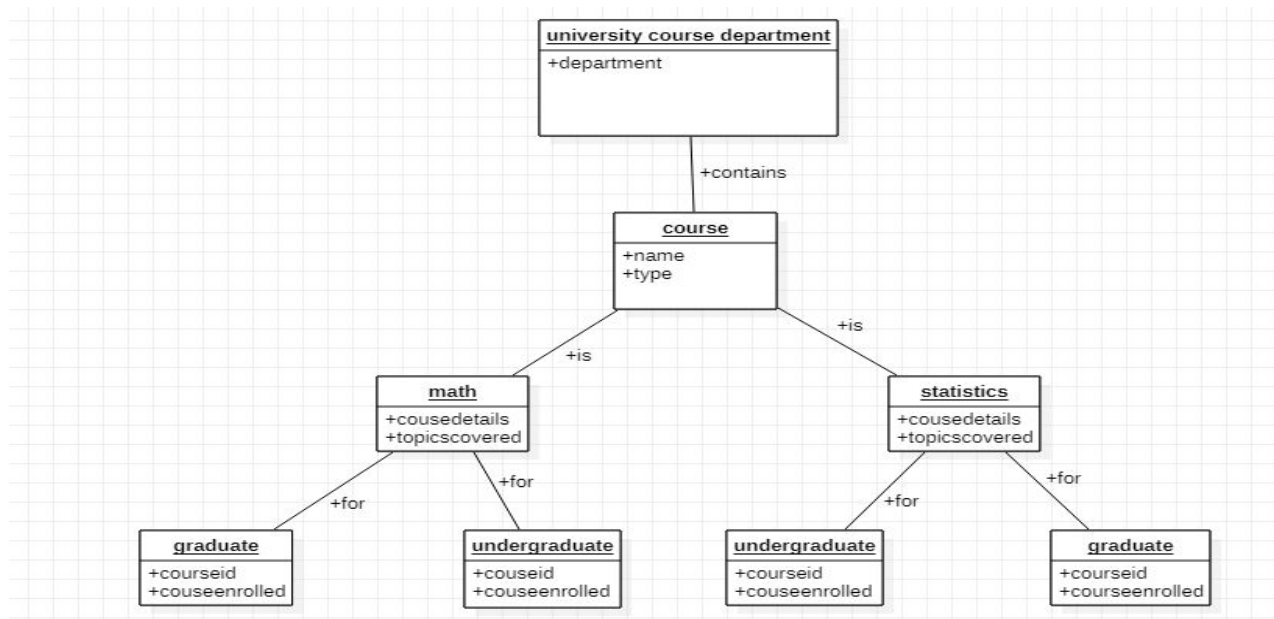 university course department
+department
+contains
course
+name
+type
+is
+is
math
+cousedetails
+topicscovered
statistics
+cousedetails
+topicscovered
+for
+for
+for
+for
graduate
+courseid
+couseenrolled
undergraduate
+couseid
+couseenrolled
undergraduate
+courseid
+couseenrolled
graduate
+courseid
+courseenrolled